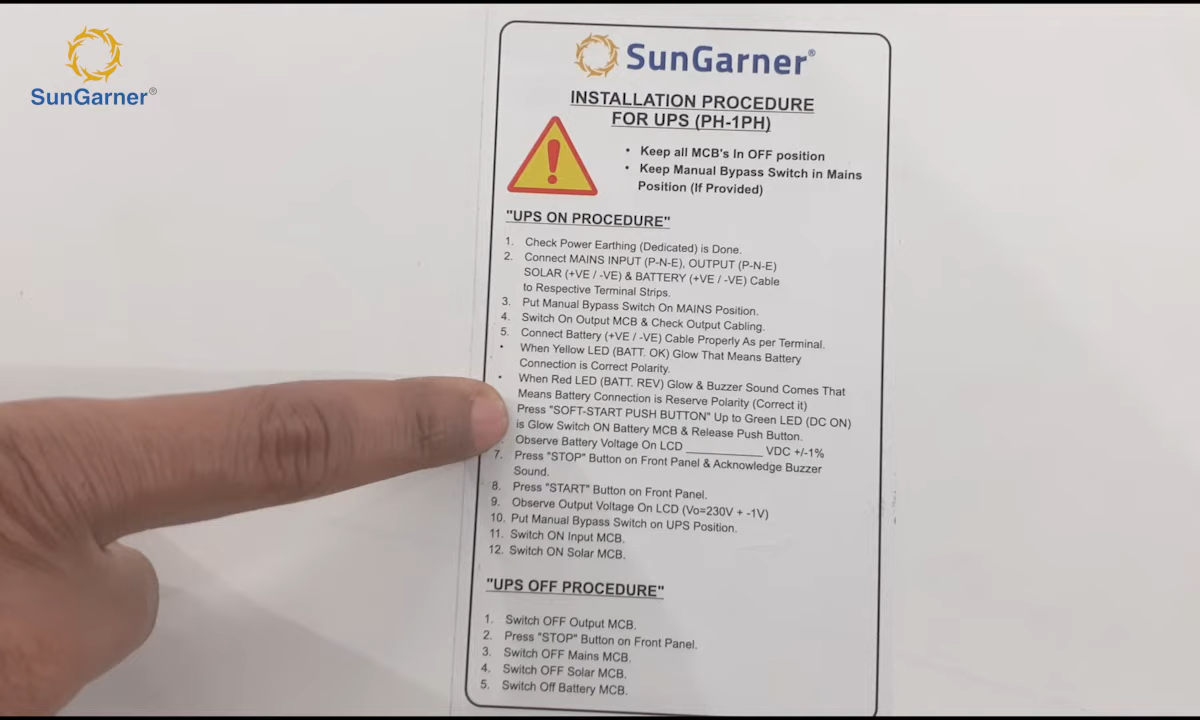 SunGarner®
SunGarner®
INSTALLATION PROCEDURE
FOR UPS (PH-1PH)
• Keep all MCB's In OFF position
• Keep Manual Bypass Switch in Mains
Position (If Provided)
"UPS ON PROCEDURE"
1. Check Power Earthing (Dedicated) is Done.
2. Connect MAINS INPUT (P-N-E), OUTPUT (P-N-E)
SOLAR (+VE / -VE) & BATTERY (+VE / -VE) Cable
to Respective Terminal Strips.
3. Put Manual Bypass Switch On MAINS Position.
4. Switch On Output MCB & Check Output Cabling.
5. Connect Battery (+VE / -VE) Cable Properly As per Terminal.
• When Yellow LED (BATT. OK) Glow That Means Battery
Connection is Correct Polarity.
• When Red LED (BATT. REV) Glow & Buzzer Sound Comes That
Means Battery Connection is Reserve Polarity (Correct it)
Press "SOFT-START PUSH BUTTON" Up to Green LED (DC ON)
is Glow Switch ON Battery MCB & Release Push Button.
Observe Battery Voltage On LCD ____________ VDC +/-1%
7. Press "STOP" Button on Front Panel & Acknowledge Buzzer
Sound.
8. Press "START" Button on Front Panel.
9. Observe Output Voltage On LCD (Vo=230V + -1V)
10. Put Manual Bypass Switch on UPS Position.
11. Switch ON Input MCB.
12. Switch ON Solar MCB.
"UPS OFF PROCEDURE"
1. Switch OFF Output MCB.
2. Press "STOP" Button on Front Panel.
3. Switch OFF Mains MCB.
4. Switch OFF Solar MCB.
5. Switch Off Battery MCB.